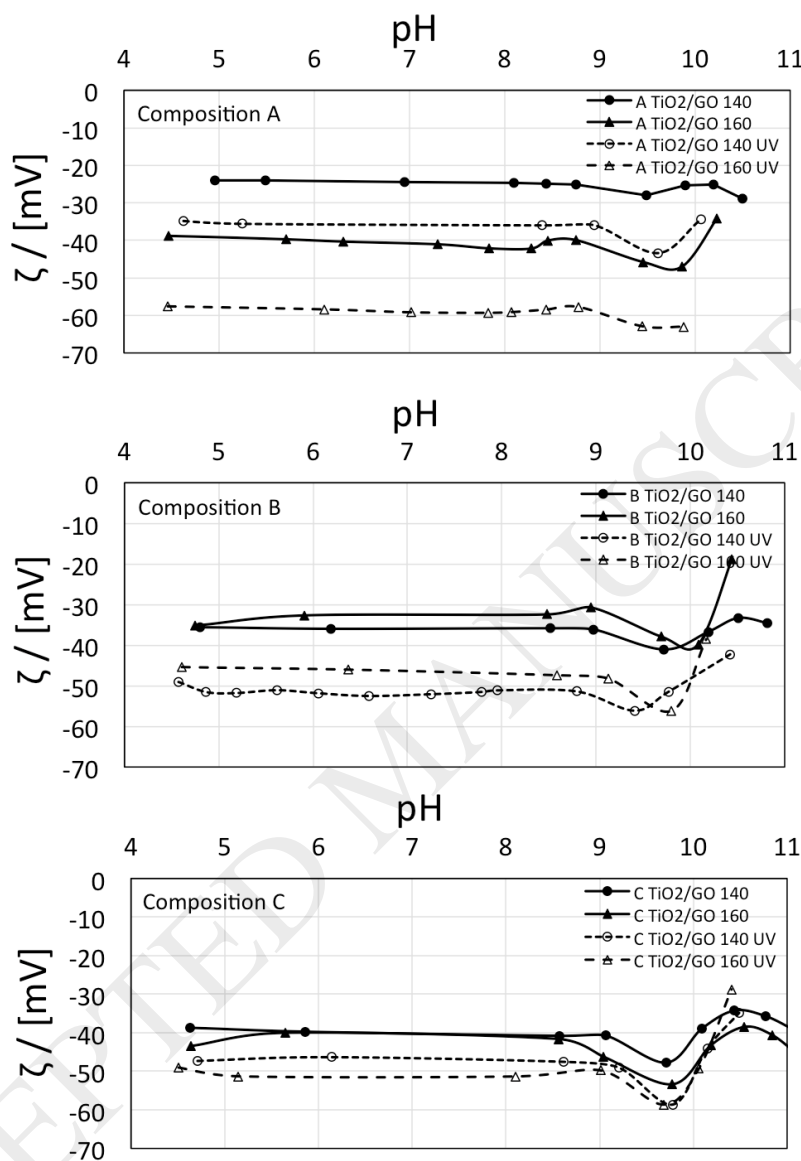 pH
4 5 6 7 8 9 10 11
0
-10
-20
-30
-40
-50
-60
-70
ζ / [mV]
Composition A
A TiO2/GO 140
A TiO2/GO 160
A TiO2/GO 140 UV
A TiO2/GO 160 UV
pH
4 5 6 7 8 9 10 11
0
-10
-20
-30
-40
-50
-60
-70
ζ / [mV]
Composition B
B TiO2/GO 140
B TiO2/GO 160
B TiO2/GO 140 UV
B TiO2/GO 160 UV
pH
4 5 6 7 8 9 10 11
0
-10
-20
-30
-40
-50
-60
-70
ζ / [mV]
Composition C
C TiO2/GO 140
C TiO2/GO 160
C TiO2/GO 140 UV
C TiO2/GO 160 UV
EPTED MANUSC